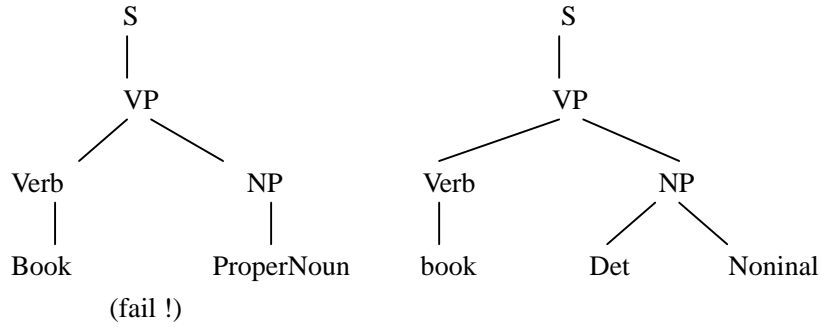 S S
VP VP
Verb NP Verb NP
Book ProperNoun book Det Noninal
(fail !)